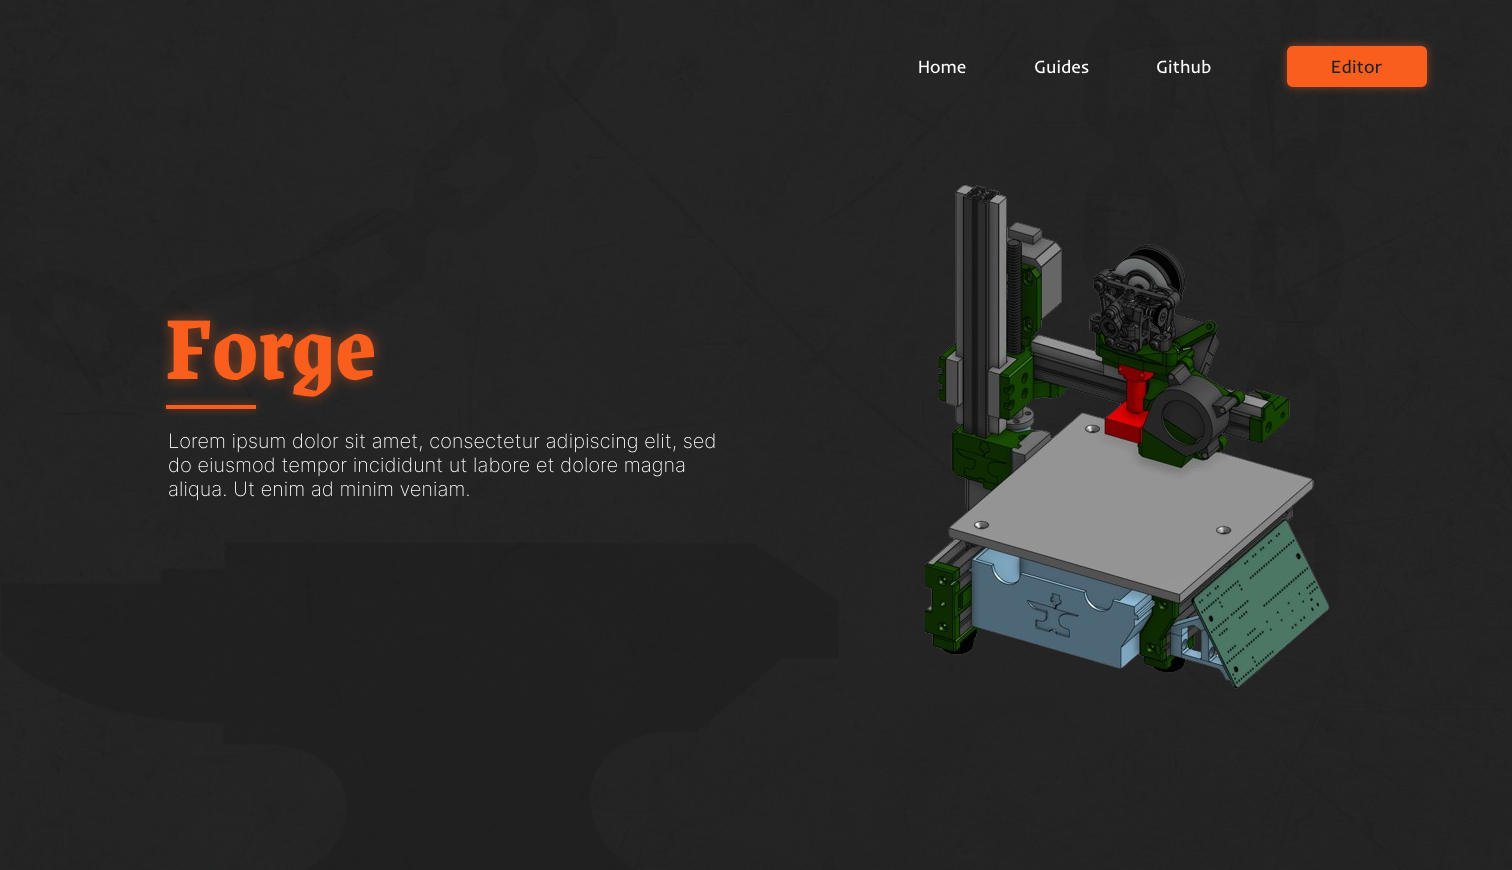 Home
Guides
Github
Editor
Forge
Lorem ipsum dolor sit amet, consectetur adipiscing elit, sed
do eiusmod tempor incididunt ut labore et dolore magna
aliqua. Ut enim ad minim veniam.